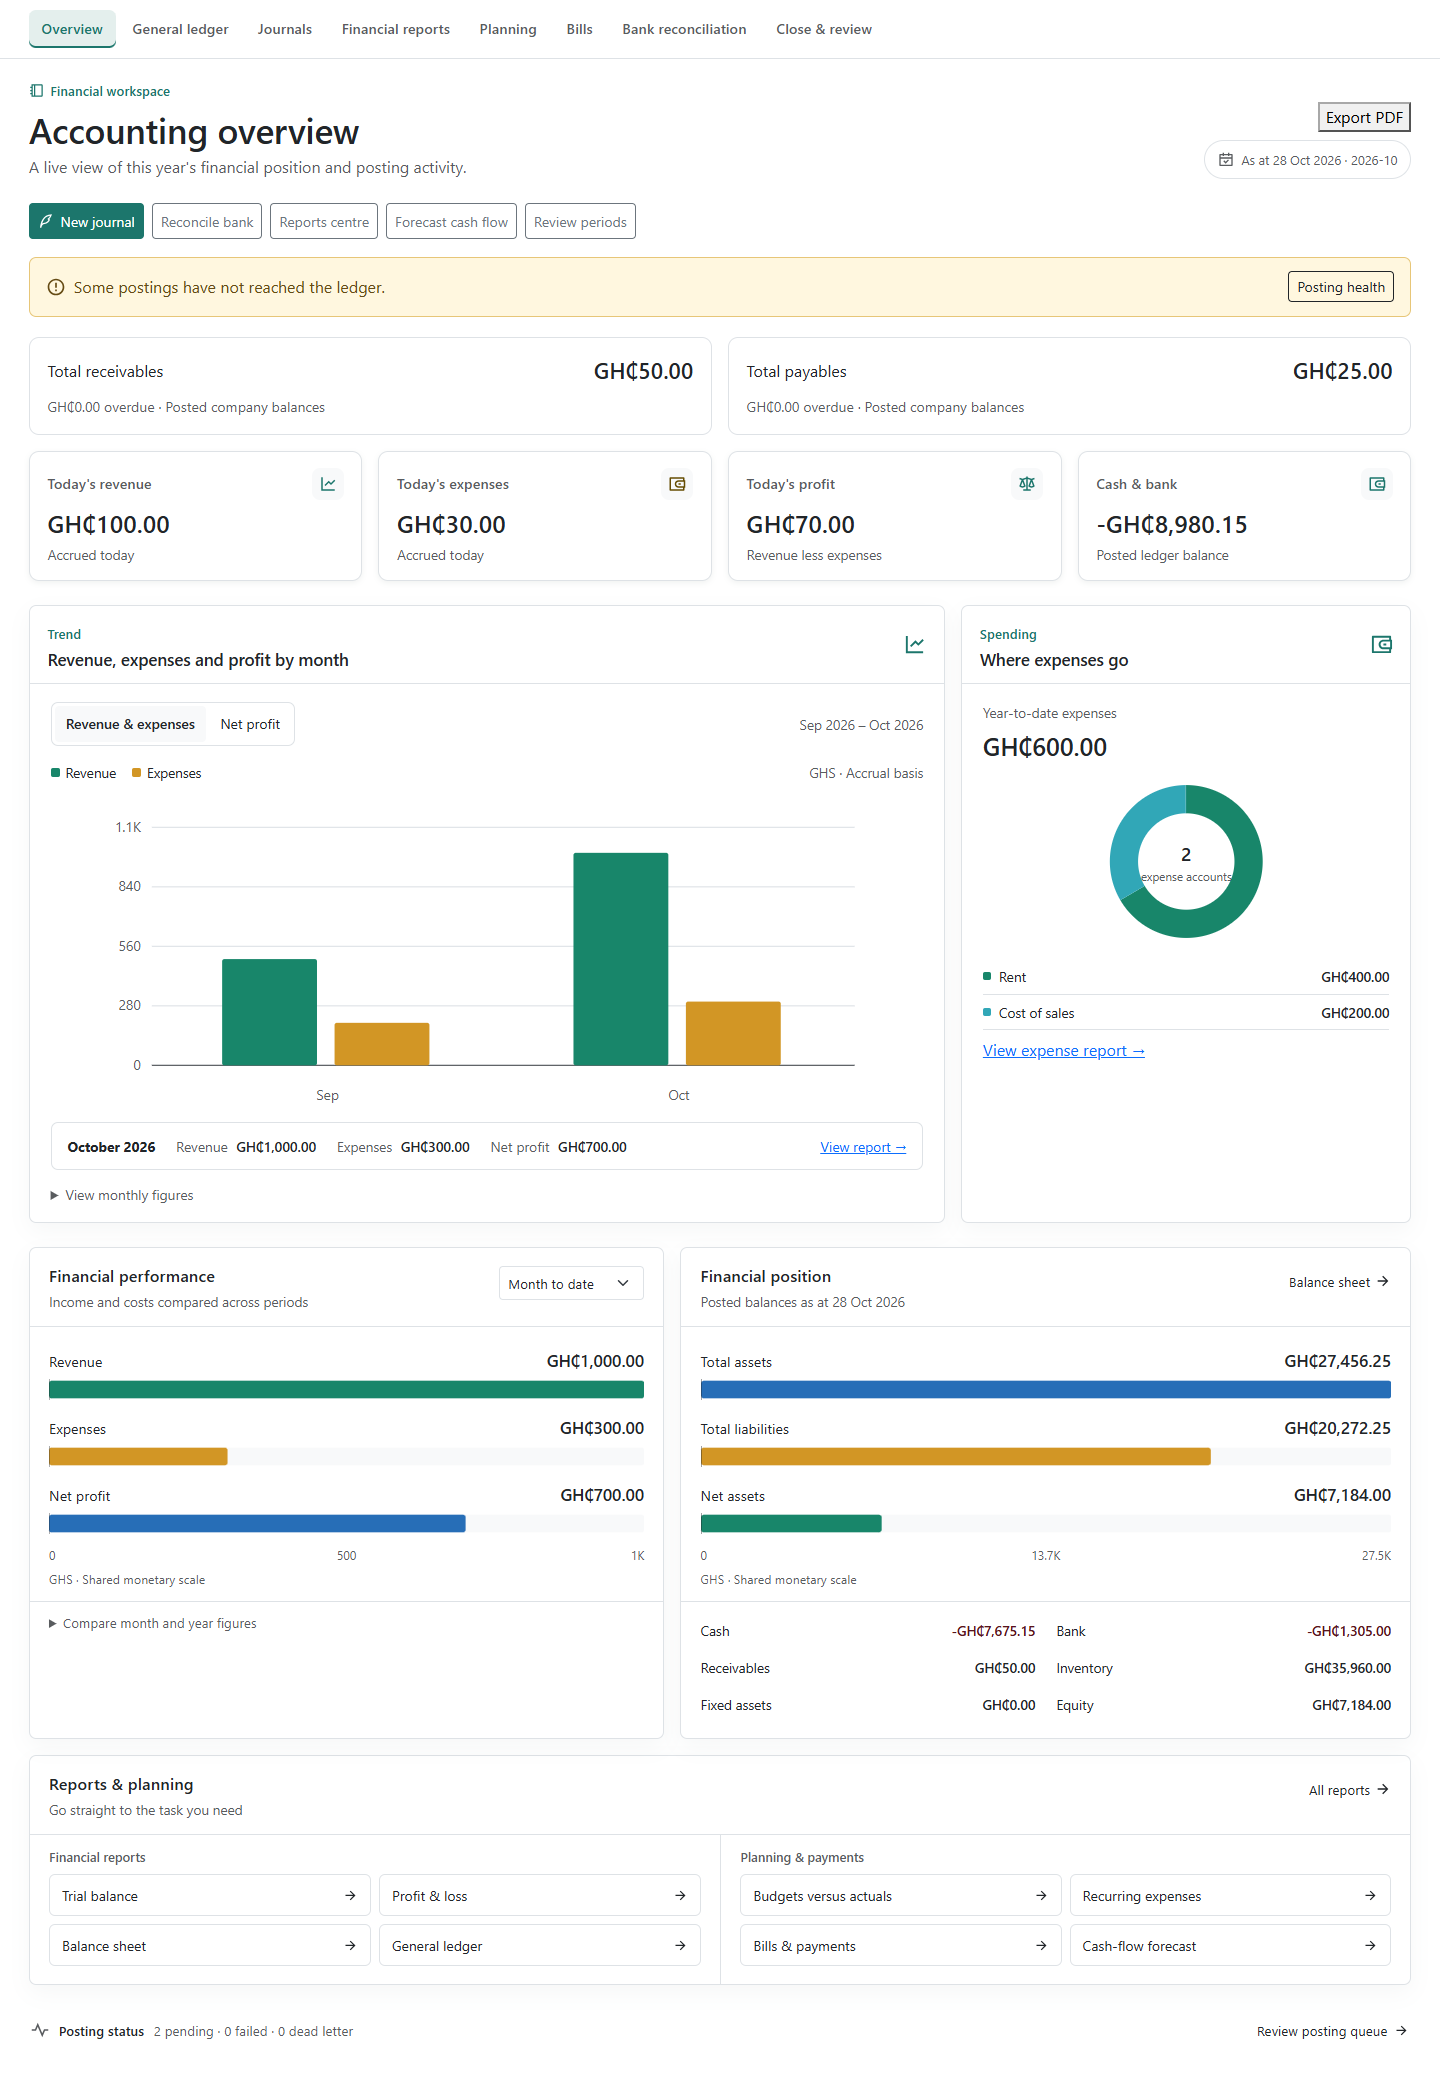 Overview General ledger Journals Financial reports Planning Bills Bank reconciliation Close & review
Financial workspace
Accounting overview
A live view of this year's financial position and posting activity.
Export PDF
As at 28 Oct 2026 · 2026-10
New journal Reconcile bank Reports centre Forecast cash flow Review periods
Some postings have not reached the ledger. Posting health
Total receivables GH₵50.00
GH₵0.00 overdue · Posted company balances
Total payables GH₵25.00
GH₵0.00 overdue · Posted company balances
Today's revenue
GH₵100.00
Accrued today
Today's expenses
GH₵30.00
Accrued today
Today's profit
GH₵70.00
Revenue less expenses
Cash & bank
-GH₵8,980.15
Posted ledger balance
Trend
Revenue, expenses and profit by month
Revenue & expenses Net profit Sep 2026 – Oct 2026
Revenue Expenses GHS · Accrual basis
1.1K
840
560
280
0
Sep Oct
October 2026 Revenue GH₵1,000.00 Expenses GH₵300.00 Net profit GH₵700.00 View report →
▶ View monthly figures
Spending
Where expenses go
Year-to-date expenses
GH₵600.00
2
expense accounts
Rent GH₵400.00
Cost of sales GH₵200.00
View expense report →
Financial performance
Income and costs compared across periods
Month to date
Revenue GH₵1,000.00
Expenses GH₵300.00
Net profit GH₵700.00
0 500 1K
GHS · Shared monetary scale
▶ Compare month and year figures
Financial position
Posted balances as at 28 Oct 2026
Balance sheet →
Total assets GH₵27,456.25
Total liabilities GH₵20,272.25
Net assets GH₵7,184.00
0 13.7K 27.5K
GHS · Shared monetary scale
Cash -GH₵7,675.15 Bank -GH₵1,305.00
Receivables GH₵50.00 Inventory GH₵35,960.00
Fixed assets GH₵0.00 Equity GH₵7,184.00
Reports & planning
Go straight to the task you need
All reports →
Financial reports
Trial balance → Profit & loss →
Balance sheet → General ledger →
Planning & payments
Budgets versus actuals → Recurring expenses →
Bills & payments → Cash-flow forecast →
Posting status 2 pending · 0 failed · 0 dead letter Review posting queue →